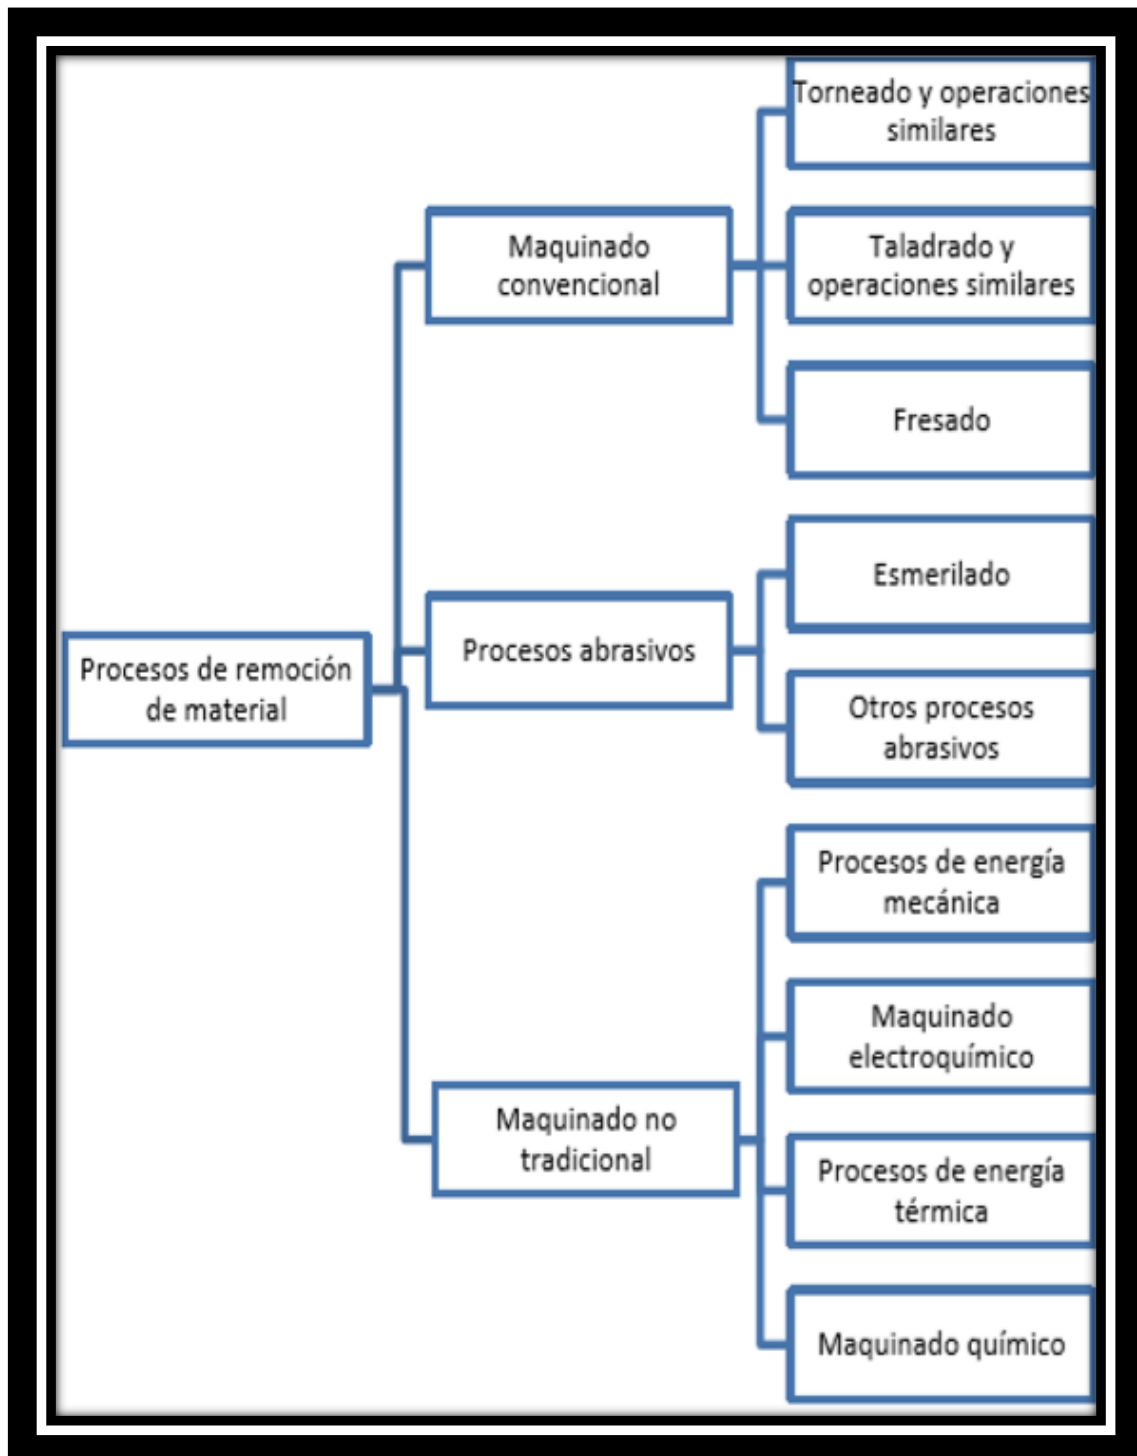 Procesos de remoción
de material
Maquinado
convencional
Torneado y operaciones
similares
Taladrado y
operaciones similares
Fresado
Procesos abrasivos
Esmerilado
Otros procesos
abrasivos
Maquinado no
tradicional
Procesos de energía
mecánica
Maquinado
electroquímico
Procesos de energía
térmica
Maquinado químico